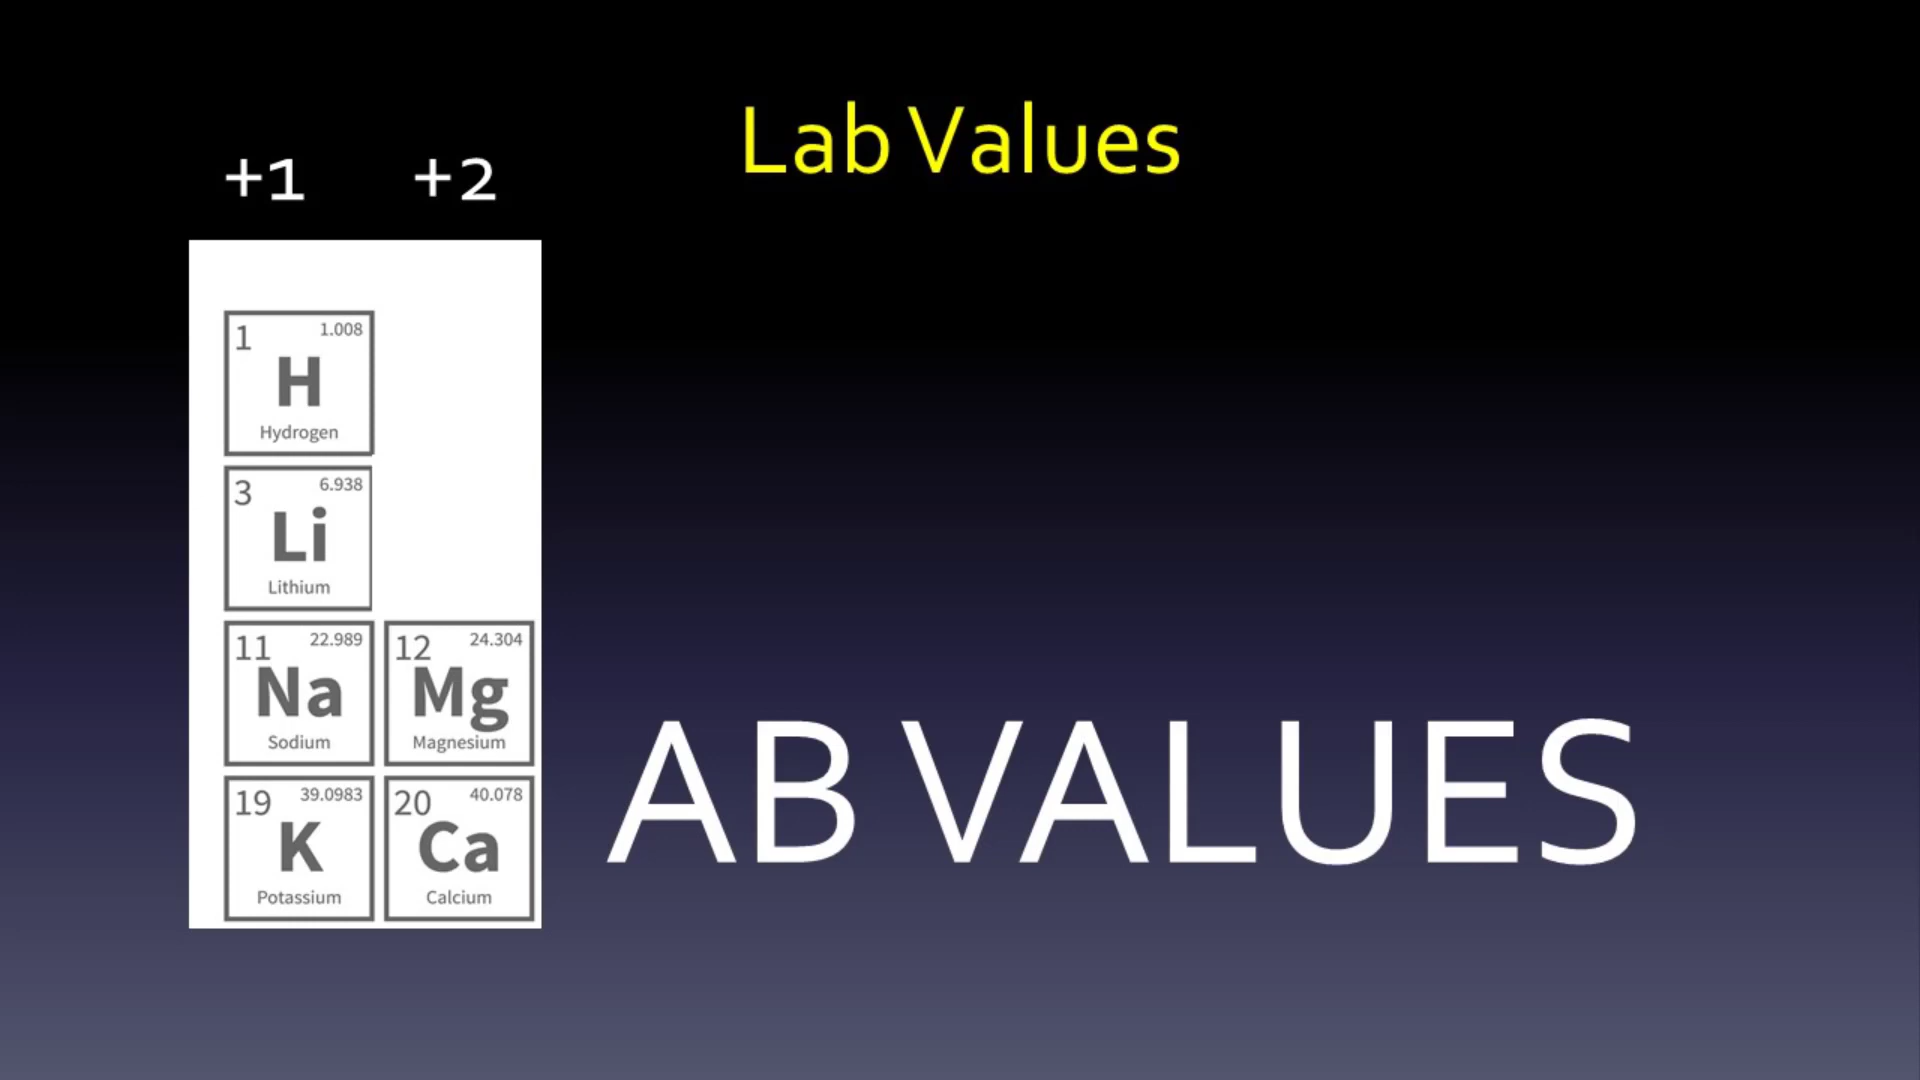 Lab Values
+1 +2
1 1.008
H
Hydrogen
3 6.938
Li
Lithium
11 22.989 12 24.304
Na Mg
Sodium Magnesium
19 39.0983 20 40.078
K Ca
Potassium Calcium
AB VALUES